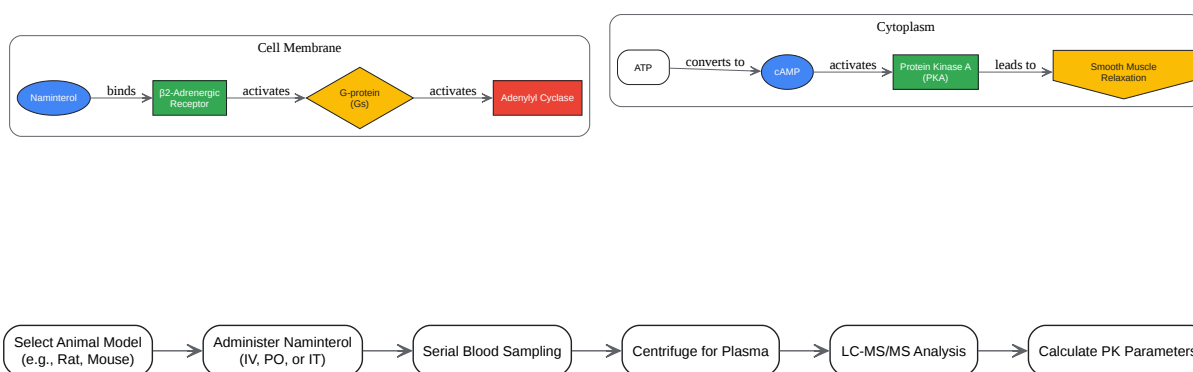 Cell Membrane
Naminterol
binds
β2-Adrenergic
Receptor
activates
G-protein
(Gs)
activates
Adenylyl Cyclase
Cytoplasm
ATP
converts to
cAMP
activates
Protein Kinase A
(PKA)
leads to
Smooth Muscle
Relaxation
Select Animal Model
(e.g., Rat, Mouse)
Administer Naminterol
(IV, PO, or IT)
Serial Blood Sampling
Centrifuge for Plasma
LC-MS/MS Analysis
Calculate PK Parameters